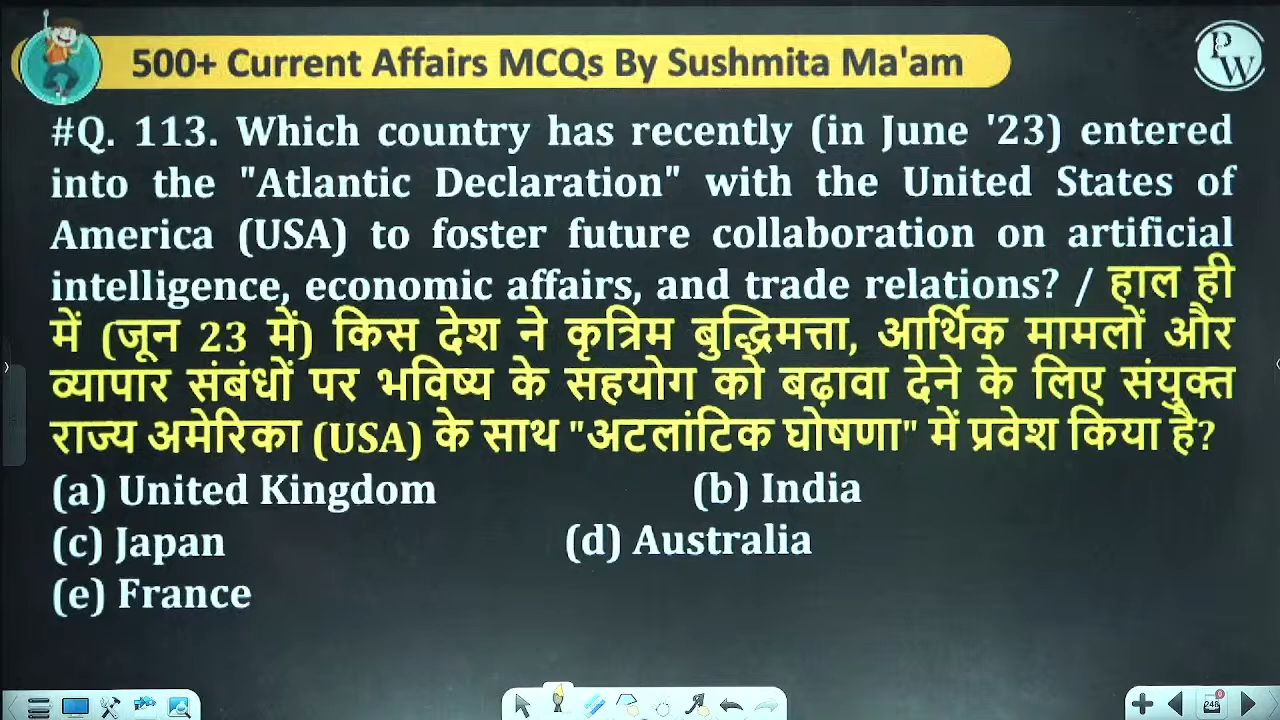 500+ Current Affairs MCQs By Sushmita Ma'am
PW
#Q. 113. Which country has recently (in June '23) entered
into the "Atlantic Declaration" with the United States of
America (USA) to foster future collaboration on artificial
intelligence, economic affairs, and trade relations? / हाल ही
में (जून 23 में) किस देश ने कृत्रिम बुद्धिमत्ता, आर्थिक मामलों और
व्यापार संबंधों पर भविष्य के सहयोग को बढ़ावा देने के लिए संयुक्त
राज्य अमेरिका (USA) के साथ "अटलांटिक घोषणा" में प्रवेश किया है?
(a) United Kingdom (b) India
(c) Japan (d) Australia
(e) France
248